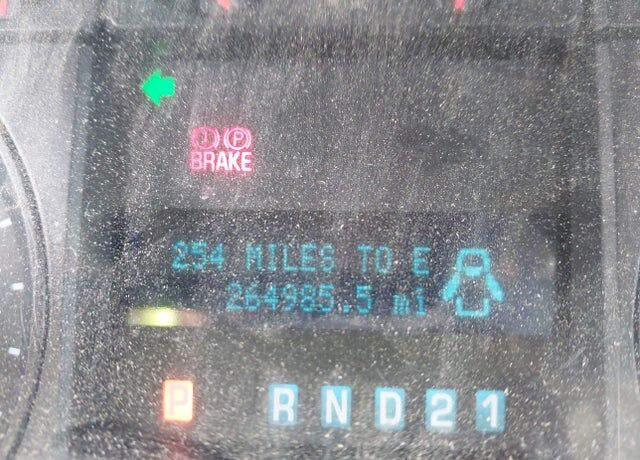 (!) (P)
BRAKE
254 MILES TO E
264985.5 mi
P R N D 2 1